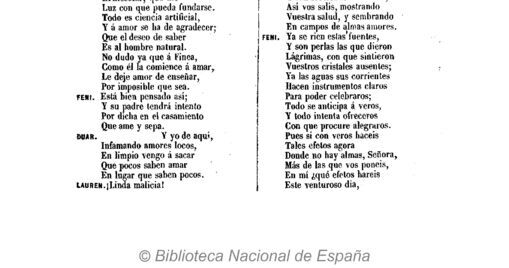 Luz con que pueda fundarse.
Todo es ciencia artificial,
Y á amor se ha de agradecer;
Que el deseo de saber
Es al hombre natural.
No dudo ya que á Finea,
Como él la comience á amar,
Le deje amor de enseñar,
Por imposible que sea.
FENI. Está bien pensado así;
Y su padre tendrá intento
Por dicha en el casamiento
Que ame y sepa.
DUAR. Y yo de aquí,
Infamando amores locos,
En limpio vengo á sacar
Que pocos saben amar
En lugar que saben pocos.
LAUREN. ¡Linda malicia!
Así vos salis, mostrando
Vuestra salud, y sembrando
En campos de almas amores.
FENI. Ya se rien estas fuentes,
Y son perlas las que dieron
Lágrimas, con que sintieron
Vuestros cristales ausentes;
Ya las aguas sus corrientes
Hacen instrumentos claros
Para poder celebraros;
Todo se anticipa á veros,
Y todo intenta ofreceros
Con que procure alegraros.
Pues si con veros haceis
Tales efetos agora
Donde no hay almas, Señora,
Más de las que vos poneis,
En mí ¿qué efetos hareis
Este venturoso dia,
© Biblioteca Nacional de España